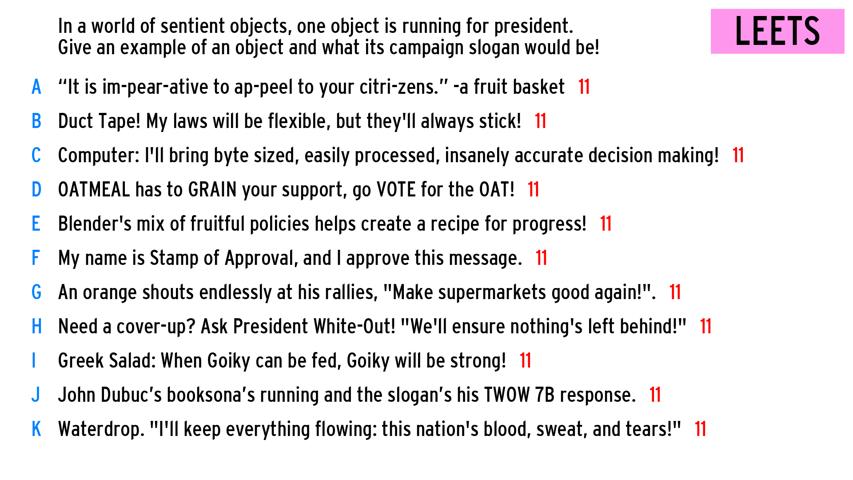 In a world of sentient objects, one object is running for president.
Give an example of an object and what its campaign slogan would be!
LEETS
A “It is im-pear-ative to ap-peel to your citri-zens.” -a fruit basket 11
B Duct Tape! My laws will be flexible, but they'll always stick! 11
C Computer: I'll bring byte sized, easily processed, insanely accurate decision making! 11
D OATMEAL has to GRAIN your support, go VOTE for the OAT! 11
E Blender's mix of fruitful policies helps create a recipe for progress! 11
F My name is Stamp of Approval, and I approve this message. 11
G An orange shouts endlessly at his rallies, "Make supermarkets good again!". 11
H Need a cover-up? Ask President White-Out! "We'll ensure nothing's left behind!" 11
I Greek Salad: When Goiky can be fed, Goiky will be strong! 11
J John Dubuc’s booksona’s running and the slogan’s his TWOW 7B response. 11
K Waterdrop. "I'll keep everything flowing: this nation's blood, sweat, and tears!" 11